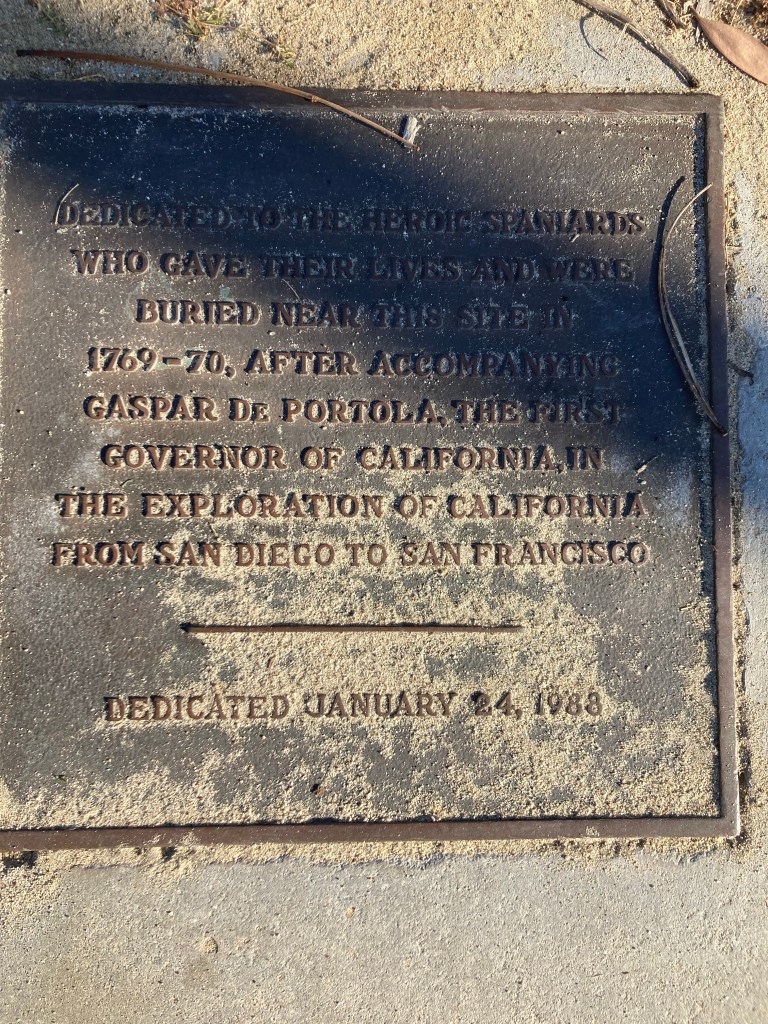 DEDICATED TO THE HEROIC SPANIARDS
WHO GAVE THEIR LIVES AND WERE
BURIED NEAR THIS SITE IN
1769-70, AFTER ACCOMPANYING
GASPAR DE PORTOLA, THE FIRST
GOVERNOR OF CALIFORNIA, IN
THE EXPLORATION OF CALIFORNIA
FROM SAN DIEGO TO SAN FRANCISCO
DEDICATED JANUARY 24, 1988